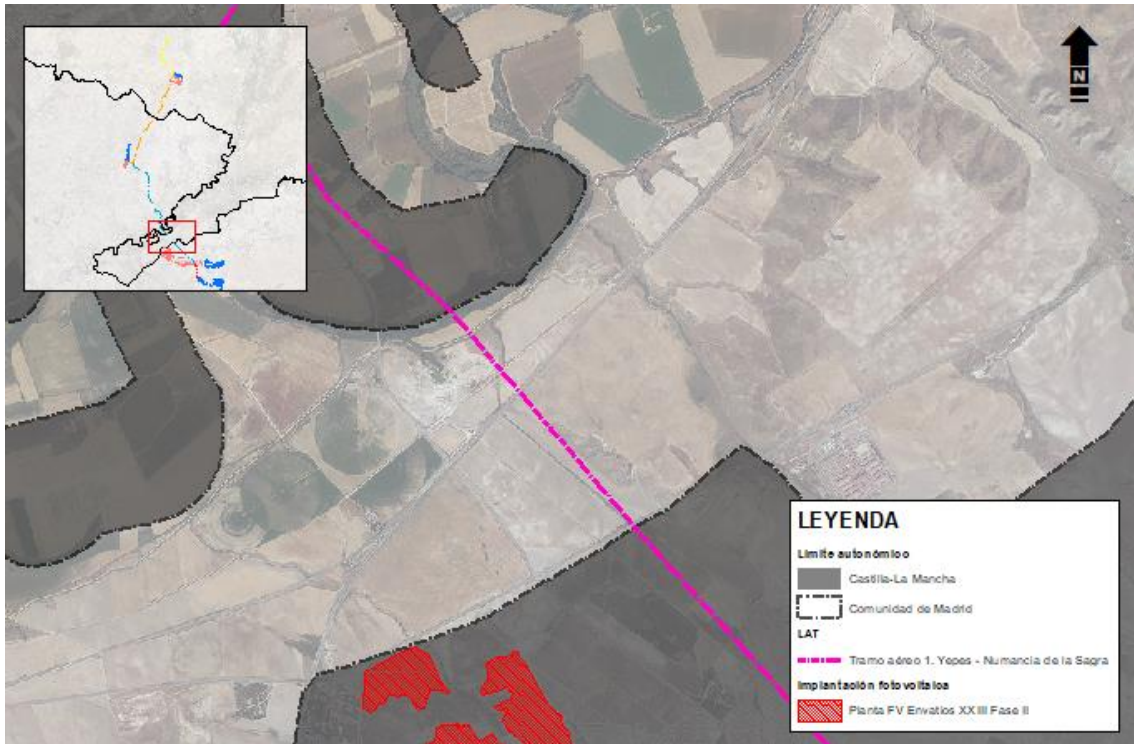 N
LEYENDA
Límite autonómico
Castilla-La Mancha
Comunidad de Madrid
LAT
Tramo aéreo 1. Yepes - Numancia de la Sagra
Implantación fotovoltaica
Planta FV Envatios XXIII Fase II